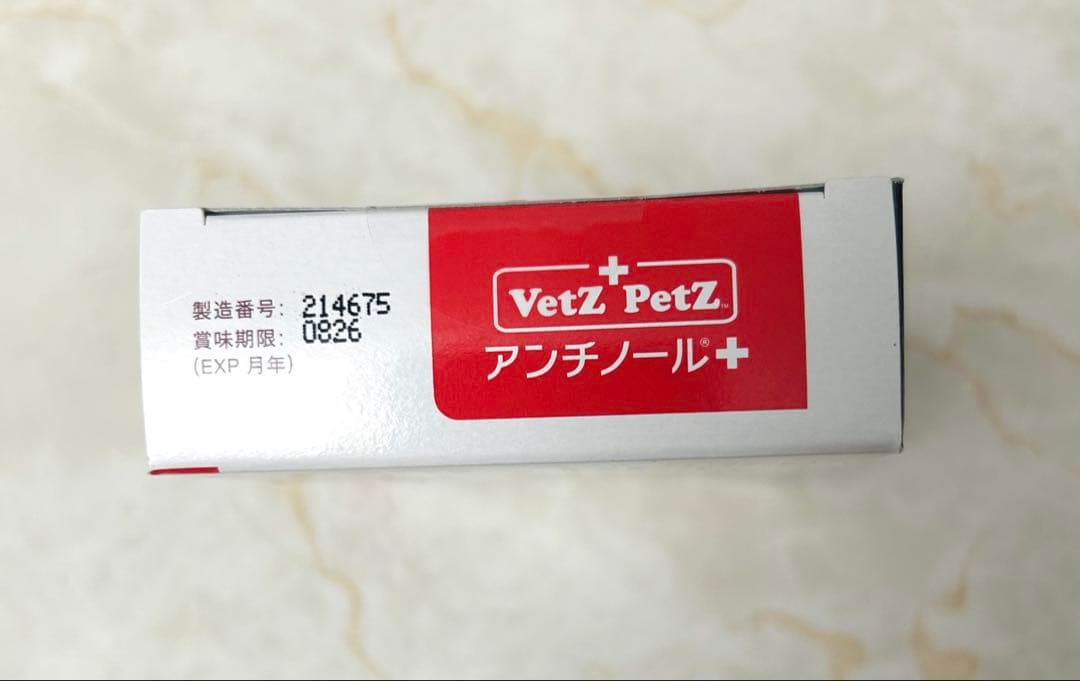 製造番号: 214675
賞味期限: 0826
(EXP 月年)
VetZ PetZ™
アンチノール®+